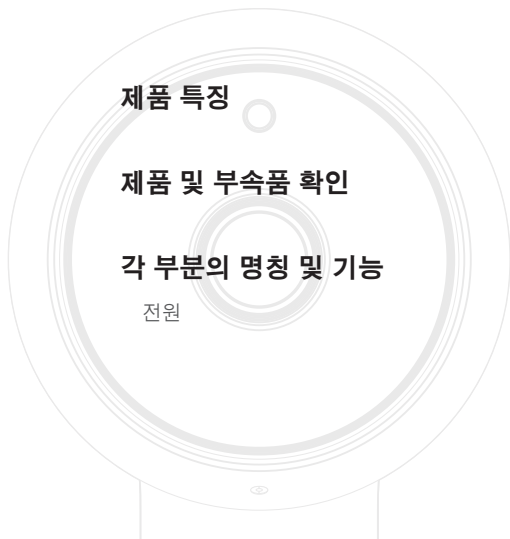 제품 특징
제품 및 부속품 확인
각 부분의 명칭 및 기능
전원